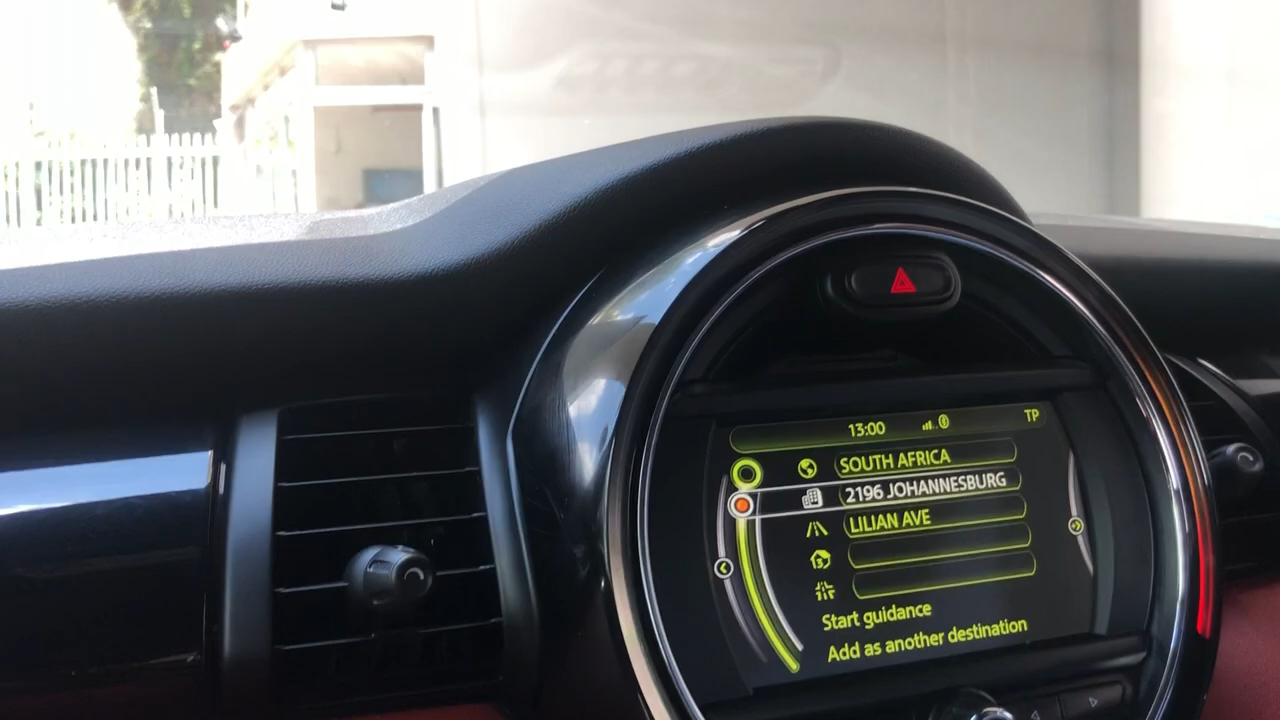 13:00 TP
SOUTH AFRICA
2196 JOHANNESBURG
LILIAN AVE
Start guidance
Add as another destination